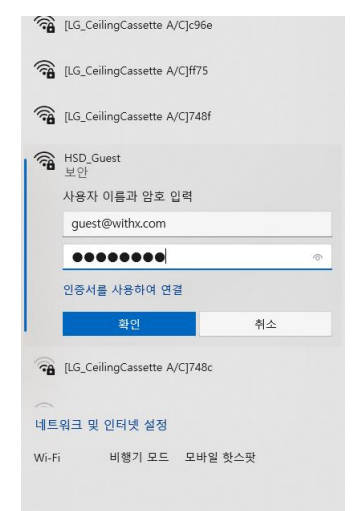 [LG_CeilingCassette A/C]c96e
[LG_CeilingCassette A/C]ff75
[LG_CeilingCassette A/C]748f
HSD_Guest
보안
사용자 이름과 암호 입력
guest@withx.com
●●●●●●●●
인증서를 사용하여 연결
확인 취소
[LG_CeilingCassette A/C]748c
네트워크 및 인터넷 설정
Wi-Fi 비행기 모드 모바일 핫스팟